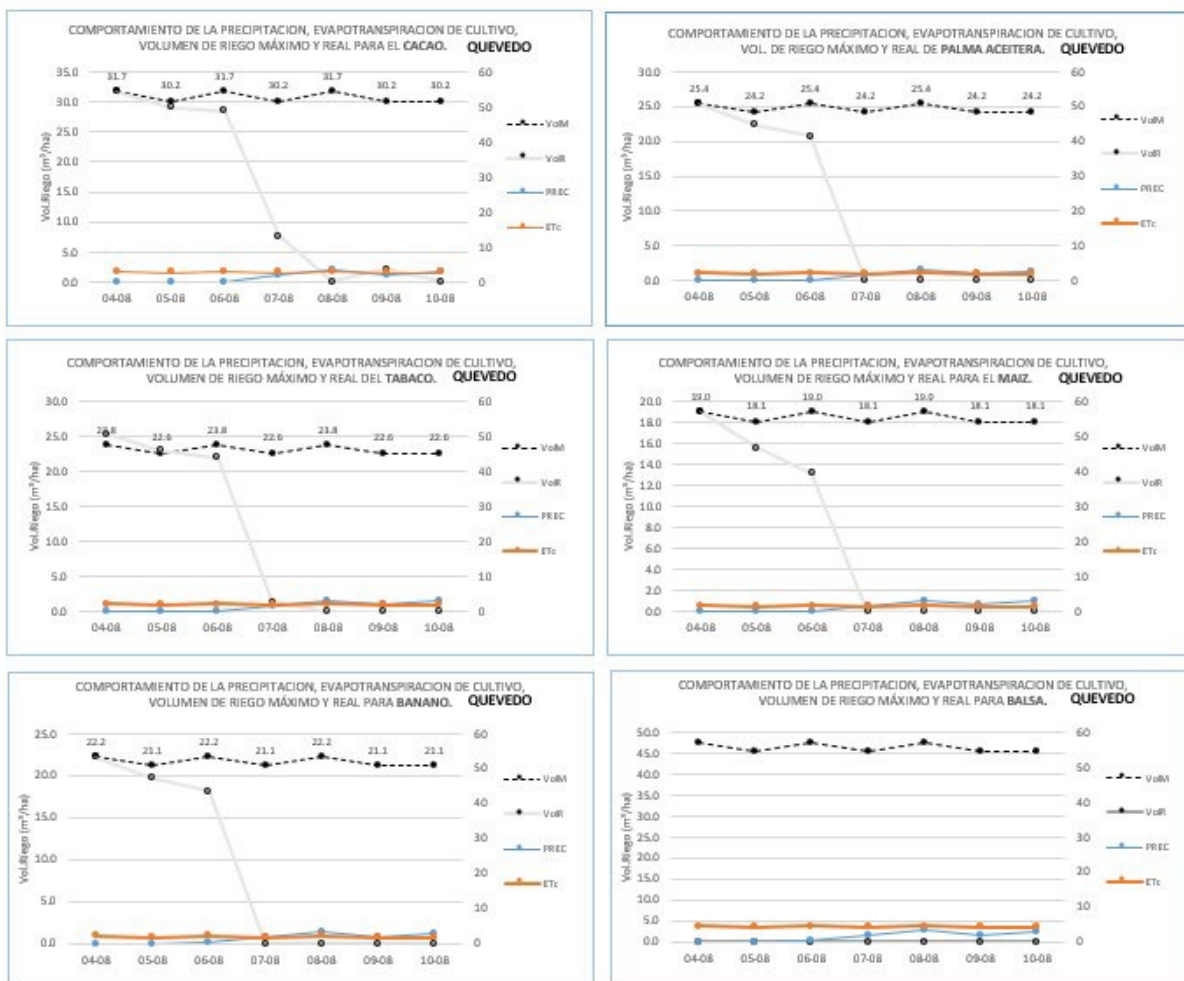 COMPORTAMIENTO DE LA PRECIPITACION, EVAPOTRANSPIRACION DE CULTIVO,
VOLUMEN DE RIEGO MÁXIMO Y REAL PARA EL CACAO. QUEVEDO
35.0
30.0
25.0
20.0
15.0
10.0
5.0
0.0
Vol.Riego (m³/ha)
31.7 30.2 31.7 30.2 31.7 30.2 30.2
60
50
40
30
20
10
0
04-08 05-08 06-08 07-08 08-08 09-08 10-08
VolM
VolR
PREC
ETc
COMPORTAMIENTO DE LA PRECIPITACION, EVAPOTRANSPIRACION DE CULTIVO,
VOL. DE RIEGO MÁXIMO Y REAL DE PALMA ACEITERA. QUEVEDO
30.0
25.0
20.0
15.0
10.0
5.0
0.0
Vol.Riego (m³/ha)
25.4 24.2 25.4 24.2 25.4 24.2 24.2
60
50
40
30
20
10
0
04-08 05-08 06-08 07-08 08-08 09-08 10-08
VolM
VolR
PREC
ETc
COMPORTAMIENTO DE LA PRECIPITACION, EVAPOTRANSPIRACION DE CULTIVO,
VOLUMEN DE RIEGO MÁXIMO Y REAL DEL TABACO. QUEVEDO
30.0
25.0
20.0
15.0
10.0
5.0
0.0
Vol.Riego (m³/ha)
23.8 22.6 23.8 22.6 23.8 22.6 22.6
60
50
40
30
20
10
0
04-08 05-08 06-08 07-08 08-08 09-08 10-08
VolM
VolR
PREC
ETc
COMPORTAMIENTO DE LA PRECIPITACION, EVAPOTRANSPIRACION DE CULTIVO,
VOLUMEN DE RIEGO MÁXIMO Y REAL PARA EL MAIZ. QUEVEDO
20.0
18.0
16.0
14.0
12.0
10.0
8.0
6.0
4.0
2.0
0.0
Vol.Riego (m³/ha)
19.0 18.1 19.0 18.1 19.0 18.1 18.1
60
50
40
30
20
10
0
04-08 05-08 06-08 07-08 08-08 09-08 10-08
VolM
VolR
PREC
ETc
COMPORTAMIENTO DE LA PRECIPITACION, EVAPOTRANSPIRACION DE CULTIVO,
VOLUMEN DE RIEGO MÁXIMO Y REAL PARA BANANO. QUEVEDO
25.0
20.0
15.0
10.0
5.0
0.0
Vol.Riego (m³/ha)
22.2 21.1 22.2 21.1 22.2 21.1 21.1
60
50
40
30
20
10
0
04-08 05-08 06-08 07-08 08-08 09-08 10-08
VolM
VolR
PREC
ETc
COMPORTAMIENTO DE LA PRECIPITACION, EVAPOTRANSPIRACION DE CULTIVO,
VOLUMEN DE RIEGO MÁXIMO Y REAL PARA BALSA. QUEVEDO
50.0
45.0
40.0
35.0
30.0
25.0
20.0
15.0
10.0
5.0
0.0
Vol.Riego (m³/ha)
60
50
40
30
20
10
0
04-08 05-08 06-08 07-08 08-08 09-08 10-08
VolM
VolR
PREC
ETc